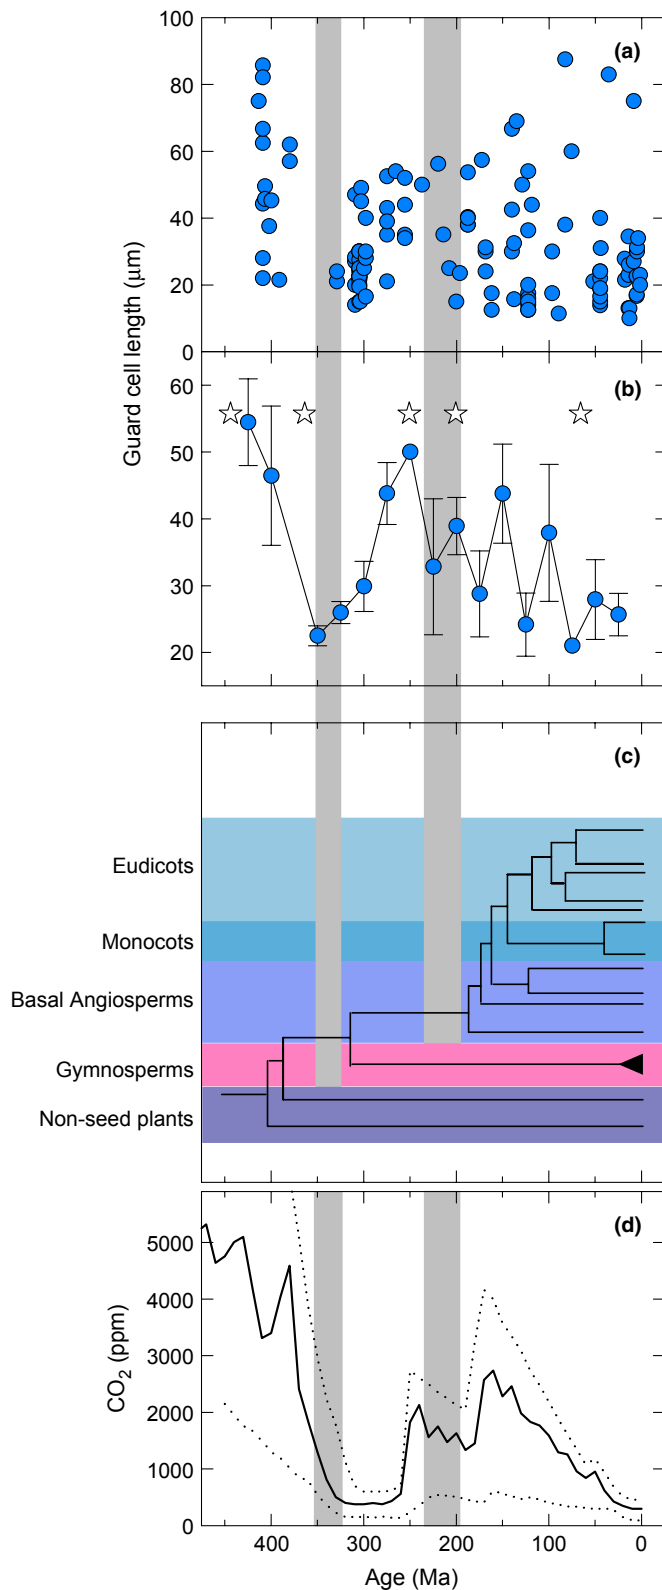 100
(a)
80
60
40
20
0
Guard cell length (μm)
(b)
60
50
40
30
20
(c)
Eudicots
Monocots
Basal Angiosperms
Gymnosperms
Non-seed plants
(d)
5000
4000
3000
2000
1000
0
CO2 (ppm)
400 300 200 100 0
Age (Ma)